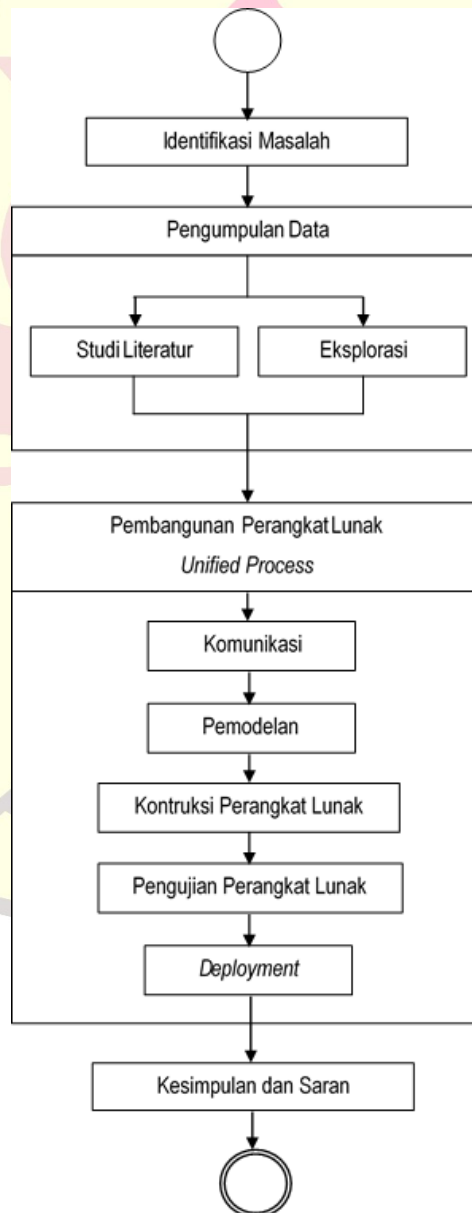 Identifikasi Masalah
Pengumpulan Data
Studi Literatur
Eksplorasi
Pembangunan Perangkat Lunak
Unified Process
Komunikasi
Pemodelan
Kontruksi Perangkat Lunak
Pengujian Perangkat Lunak
Deployment
Kesimpulan dan Saran